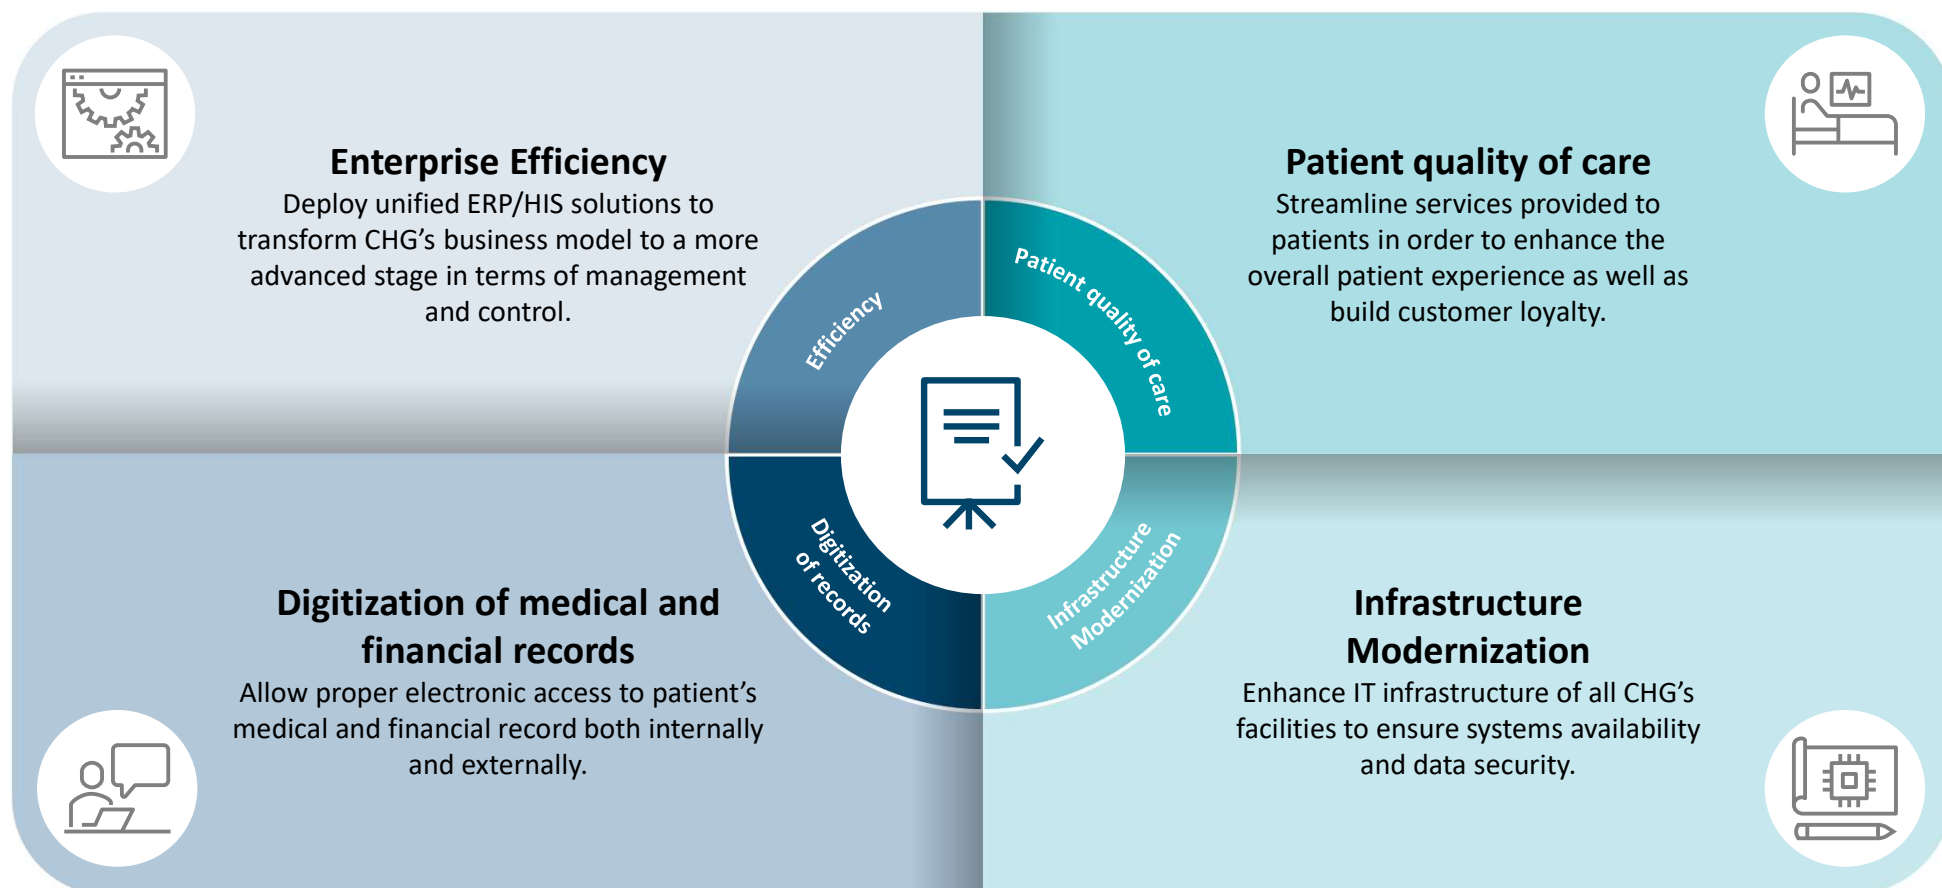 Enterprise Efficiency
Deploy unified ERP/HIS solutions to
transform CHG’s business model to a more
advanced stage in terms of management
and control.
Patient quality of care
Streamline services provided to
patients in order to enhance the
overall patient experience as well as
build customer loyalty.
Efficiency
Patient quality of care
Digitization
of records
Infrastructure
Modernization
Digitization of medical and
financial records
Allow proper electronic access to patient’s
medical and financial record both internally
and externally.
Infrastructure
Modernization
Enhance IT infrastructure of all CHG’s
facilities to ensure systems availability
and data security.